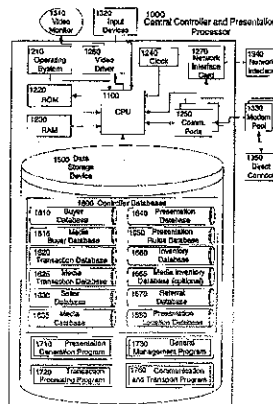 1310
Video
Monitor
1320
Input
Devices
1000
Central Controller and Presentation
Processor
1210
Operating
System
1260
Video
Driver
1240
Clock
1270
Network
Interface
Card
1340
Network
Interface
1220
ROM
1100
CPU
1230
RAM
1250
Comm.
Ports
1330
Modem
Pool
1350
Direct
1500 Data
Storage
Device
1600 Controller Databases
1610 Buyer
Database
1640 Presentation
Database
1615 Media
Buyer Database
1650 Presentation
Rules Database
1620
Transaction Database
1660 Inventory
Database
1625 Media
Transaction Database
1665 Media Inventory
Database (optional)
1630 Seller
Database
1670 Referral
Database
1635 Media
Database
Presentation
Location Database
1710 Presentation
Generation Program
1730 General
Management Program
1720 Transaction
Processing Program
Communication
and Transport Program